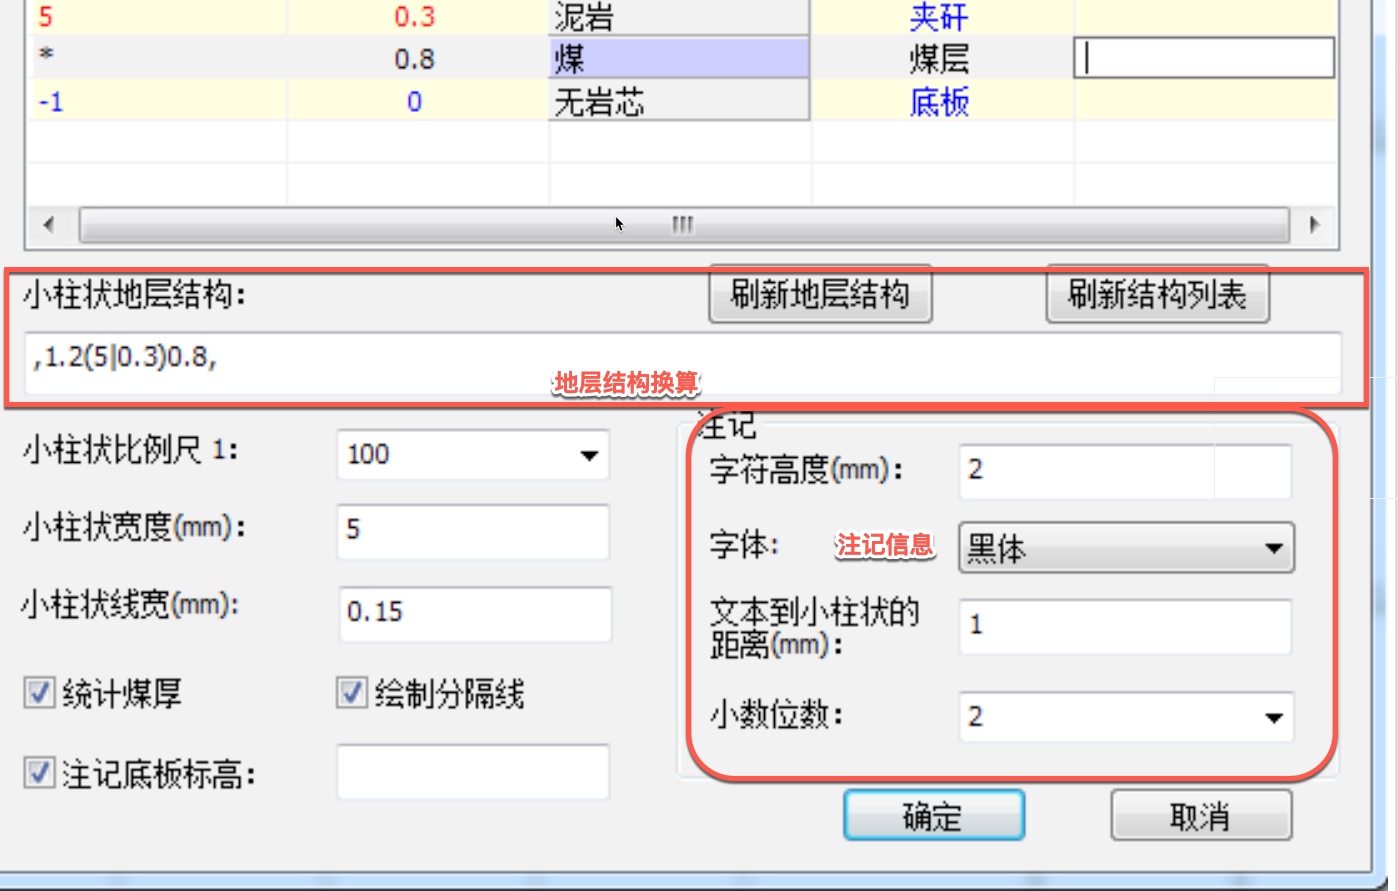 5 0.3 泥岩 夹矸
* 0.8 煤 煤层
-1 0 无岩芯 底板
小柱状地层结构: 刷新地层结构 刷新结构列表
,1.2(5|0.3)0.8,
地层结构换算
注记
小柱状比例尺 1: 100
字符高度(mm): 2
小柱状宽度(mm): 5
字体: 注记信息 黑体
小柱状线宽(mm): 0.15
文本到小柱状的
距离(mm): 1
统计煤厚 绘制分隔线
小数位数: 2
注记底板标高:
确定 取消